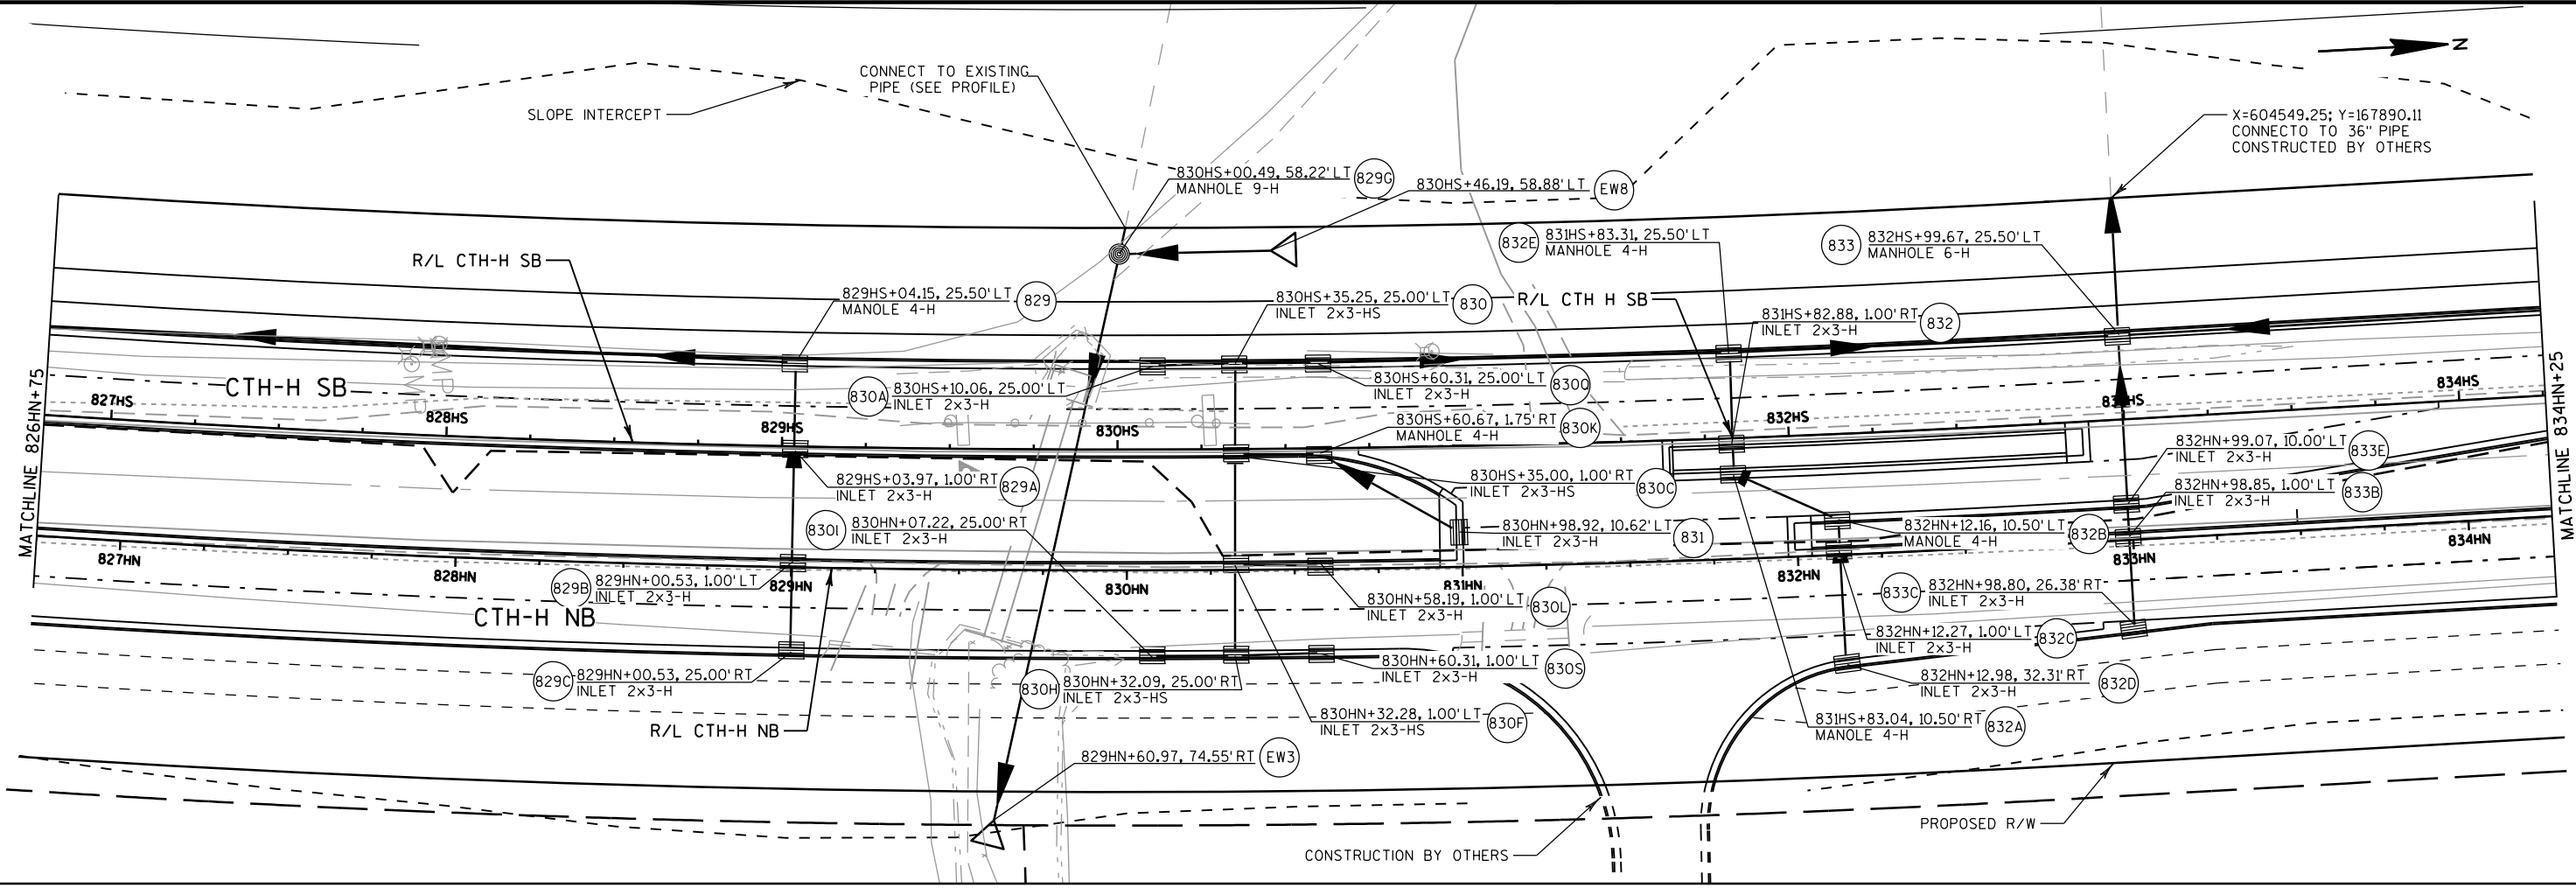 N
CONNECT TO EXISTING
PIPE (SEE PROFILE)
SLOPE INTERCEPT
X=604549.25; Y=167890.11
CONNECTO TO 36" PIPE
CONSTRUCTED BY OTHERS
830HS+00.49, 58.22' LT
MANHOLE 9-H
829G
830HS+46.19, 58.88' LT
EW8
832E
831HS+83.31, 25.50' LT
MANHOLE 4-H
833
832HS+99.67, 25.50' LT
MANHOLE 6-H
R/L CTH-H SB
829HS+04.15, 25.50' LT
MANOLE 4-H
829
830HS+35.25, 25.00' LT
INLET 2x3-HS
830
R/L CTH H SB
831HS+82.88, 1.00' RT
INLET 2x3-H
832
MATCHLINE 826HN+75
CTH-H SB
830A
830HS+10.06, 25.00' LT
INLET 2x3-H
830HS+60.31, 25.00' LT
INLET 2x3-H
830Q
MATCHLINE 834HN+25
827HS
828HS
829HS
830HS
832HS
834HS
830HS+60.67, 1.75' RT
MANHOLE 4-H
830K
832HN+99.07, 10.00' LT
INLET 2x3-H
833E
829HS+03.97, 1.00' RT
INLET 2x3-H
829A
830HS+35.00, 1.00' RT
INLET 2x3-HS
830C
832HN+98.85, 1.00' LT
INLET 2x3-H
833B
830I
830HN+07.22, 25.00' RT
INLET 2x3-H
830HN+98.92, 10.62' LT
INLET 2x3-H
831
832HN+12.16, 10.50' LT
MANOLE 4-H
832B
827HN
828HN
829HN
830HN
831HN
832HN
833HN
834HN
829B
829HN+00.53, 1.00' LT
INLET 2x3-H
830HN+58.19, 1.00' LT
INLET 2x3-H
830L
833C
832HN+98.80, 26.38' RT
INLET 2x3-H
CTH-H NB
832HN+12.27, 1.00' LT
INLET 2x3-H
832C
829C
829HN+00.53, 25.00' RT
INLET 2x3-H
830H
830HN+32.09, 25.00' RT
INLET 2x3-HS
830HN+60.31, 1.00' LT
INLET 2x3-H
830S
832HN+12.98, 32.31' RT
INLET 2x3-H
832D
R/L CTH-H NB
830HN+32.28, 1.00' LT
INLET 2x3-HS
830F
831HS+83.04, 10.50' RT
MANOLE 4-H
832A
829HN+60.97, 74.55' RT
EW3
PROPOSED R/W
CONSTRUCTION BY OTHERS